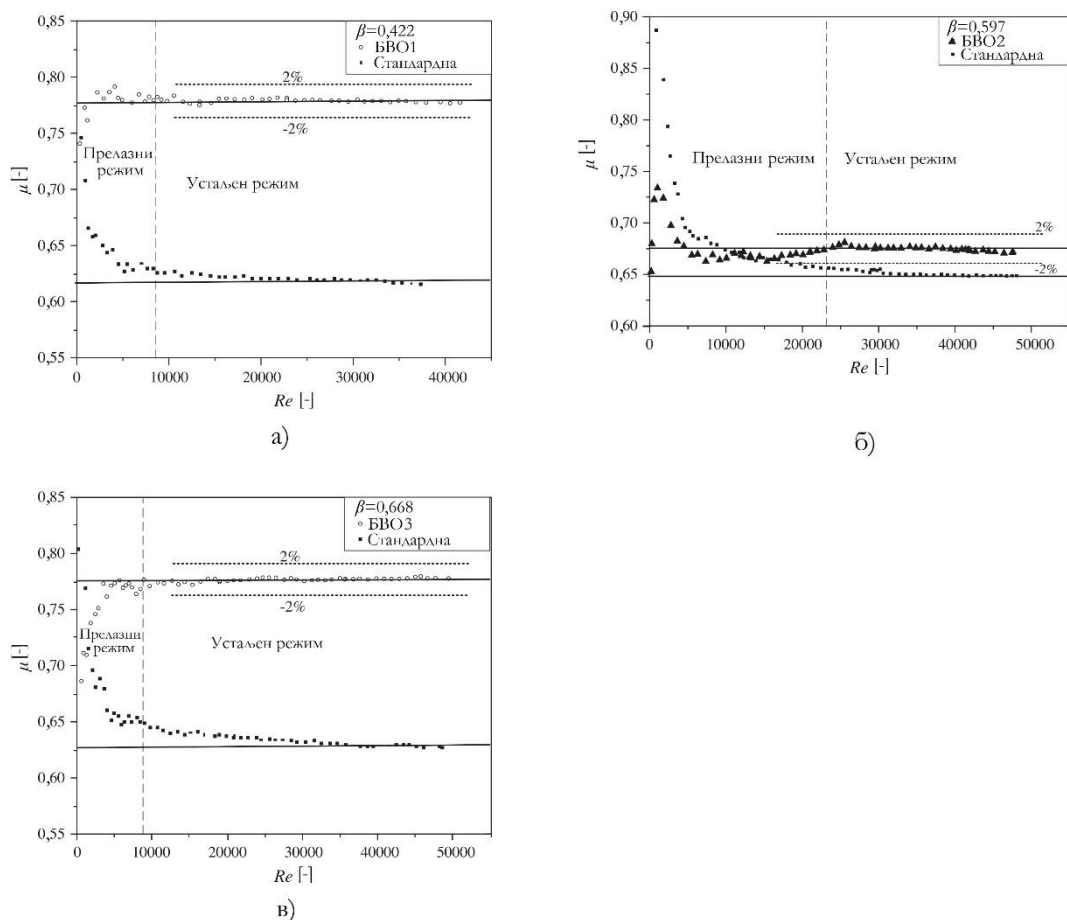 0,85
0,80
0,75
0,70
0,65
0,60
0,55
μ [-]
β=0,422
БВО1
Стандардна
2%
-2%
Прелазни
режим
Устаљен режим
0
10000
20000
30000
40000
Re [-]
а)
0,90
0,85
0,80
0,75
0,70
0,65
0,60
μ [-]
β=0,597
БВО2
Стандардна
Прелазни режим
Устаљен режим
2%
-2%
0
10000
20000
30000
40000
50000
Re [-]
б)
0,85
0,80
0,75
0,70
0,65
0,60
0,55
μ [-]
β=0,668
БВО3
Стандардна
2%
-2%
Прелазни
режим
Устаљен режим
0
10000
20000
30000
40000
50000
Re [-]
в)